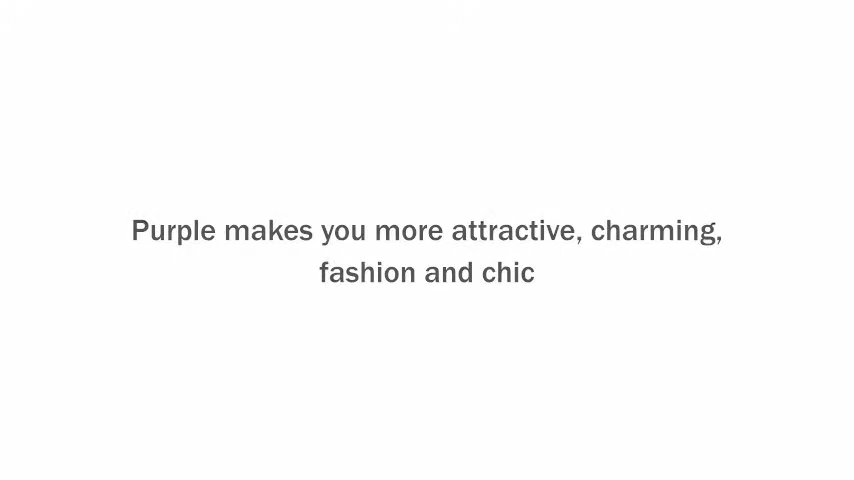 Purple makes you more attractive, charming,
fashion and chic